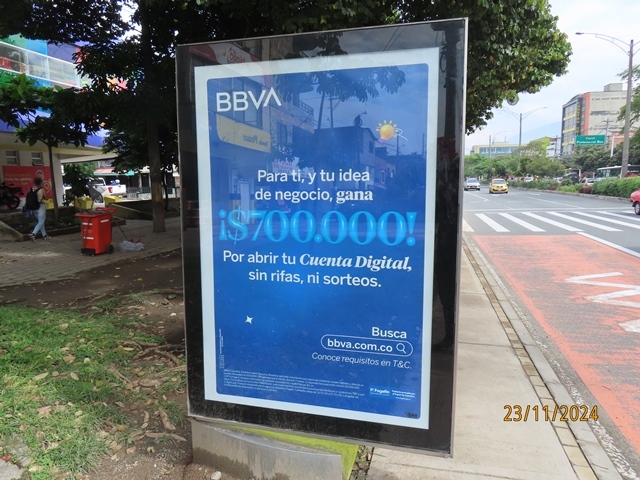 BBVA
Para ti, y tu idea
de negocio, gana
¡$700.000!
Por abrir tu Cuenta Digital,
sin rifas, ni sorteos.
Busca
bbva.com.co
Conoce requisitos en T&C.
23/11/2024